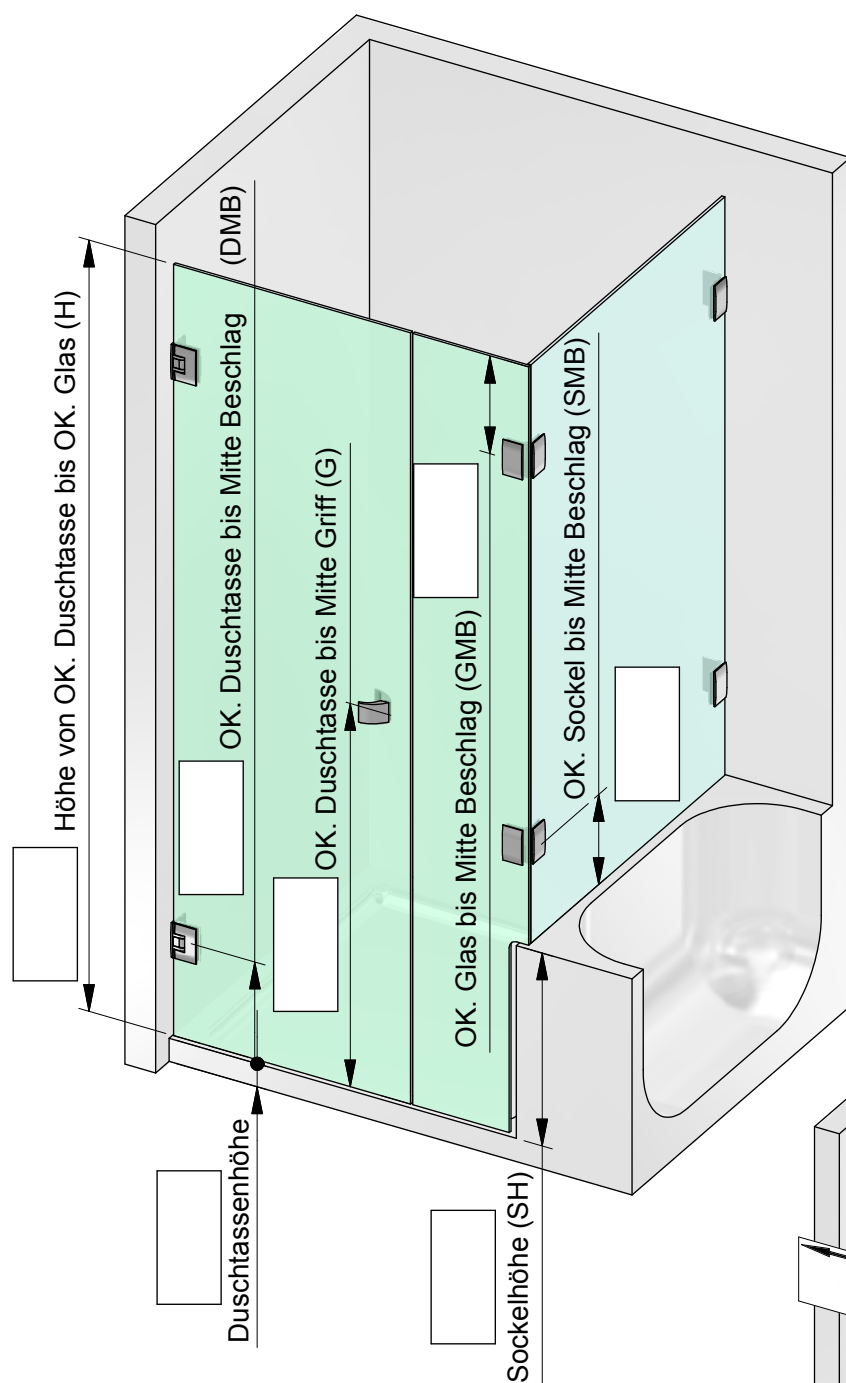 Höhe von OK. Duschtasse bis OK. Glas (H)
OK. Duschtasse bis Mitte Beschlag
(DMB)
OK. Duschtasse bis Mitte Griff (G)
OK. Glas bis Mitte Beschlag (GMB)
OK. Sockel bis Mitte Beschlag (SMB)
Duschtassenhöhe
Sockelhöhe (SH)